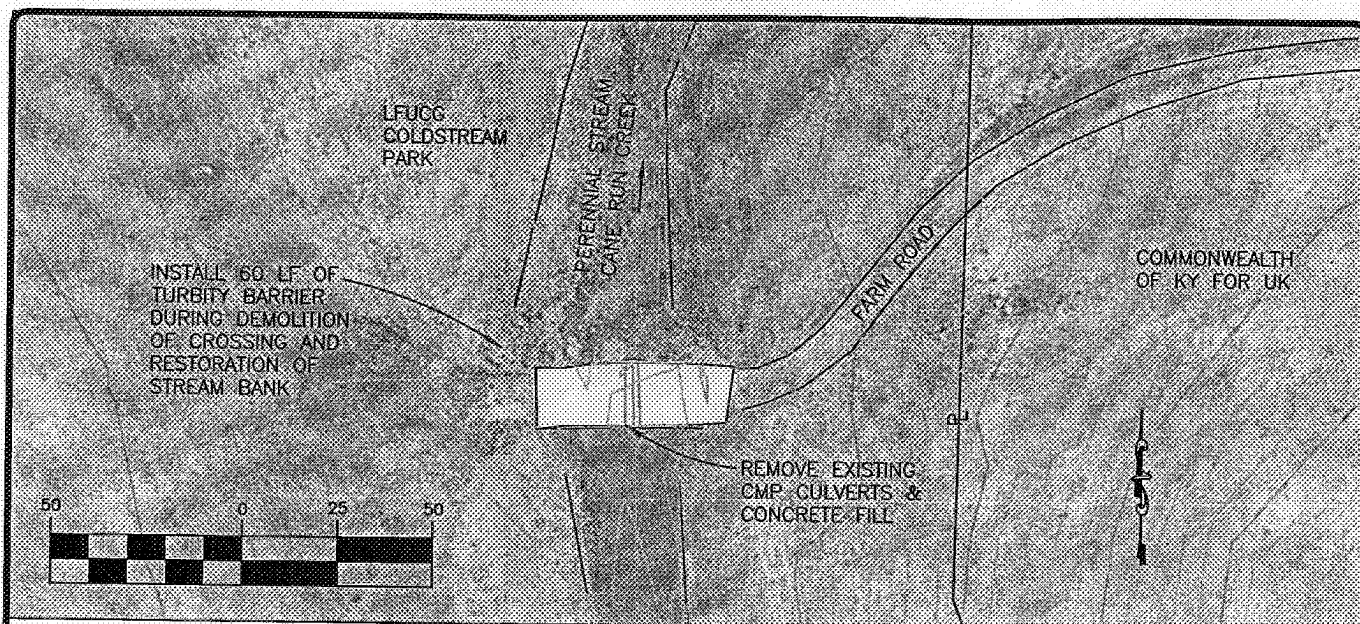 LFUCG
COLDSTREAM
PARK
PERENNIAL STREAM
CANE RUN CREEK
INSTALL 60 LF OF
TURBITY BARRIER
DURING DEMOLITION
OF CROSSING AND
RESTORATION OF
STREAM BANK
FARM ROAD
COMMONWEALTH
OF KY FOR UK
REMOVE EXISTING
CMP CULVERTS &
CONCRETE FILL
PL
50 0 25 50